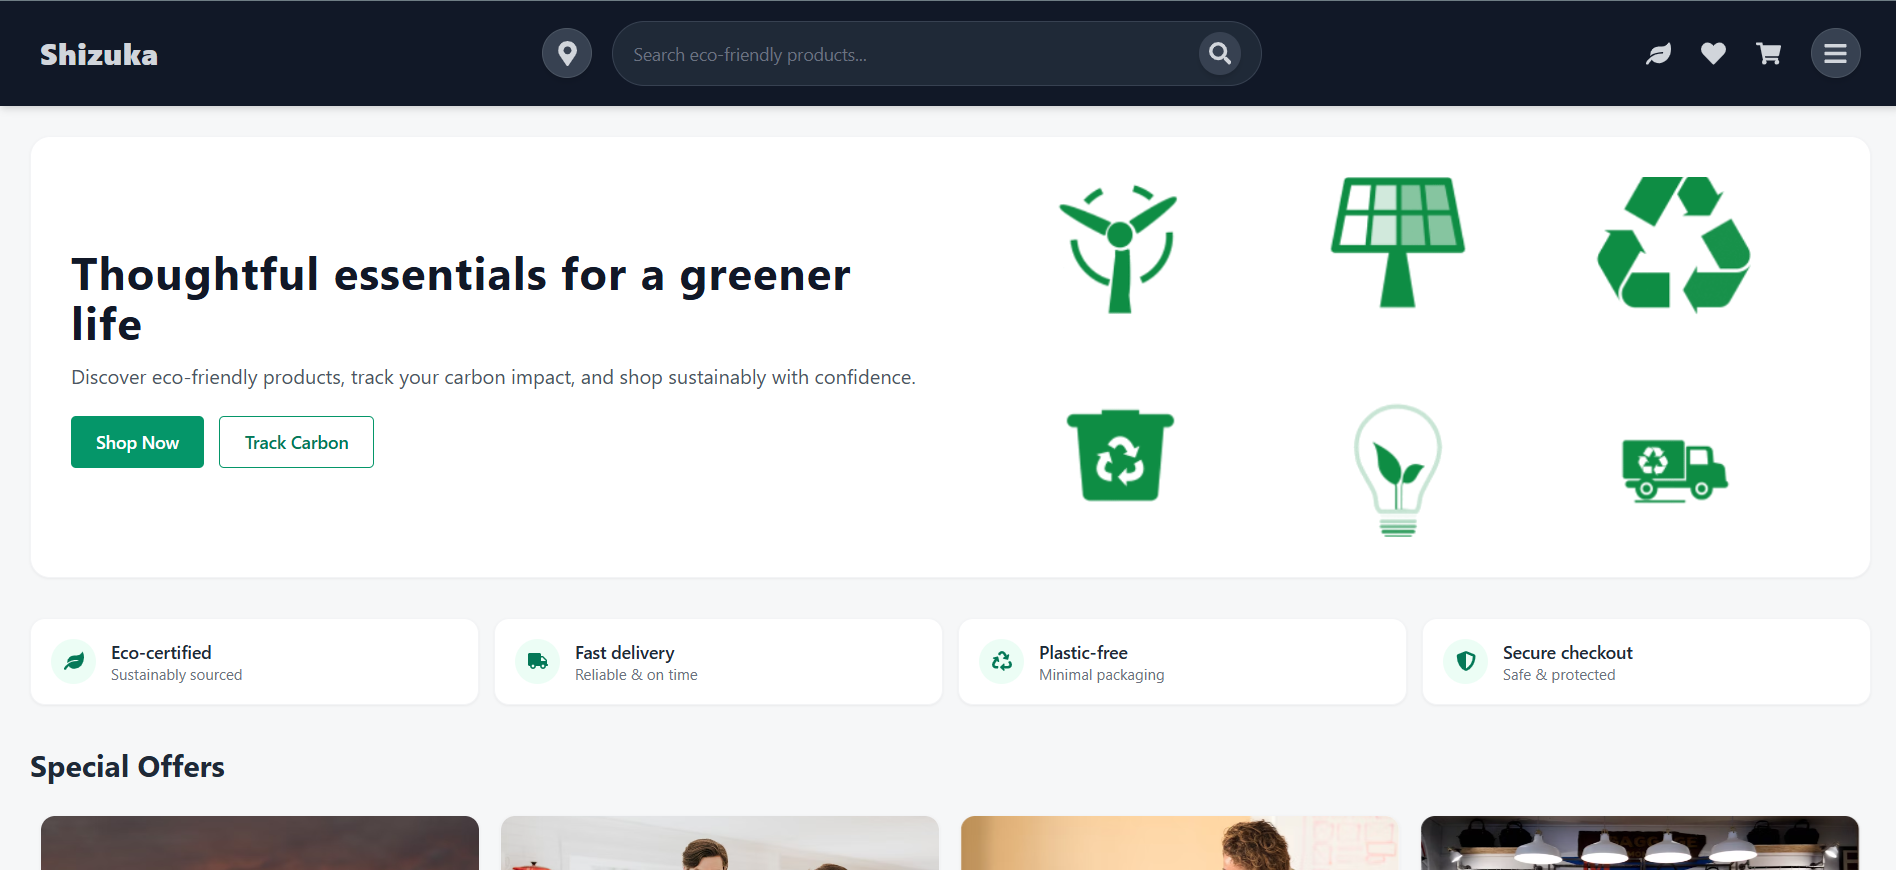 Shizuka
Search eco-friendly products...
Thoughtful essentials for a greener
life
Discover eco-friendly products, track your carbon impact, and shop sustainably with confidence.
Shop Now
Track Carbon
Eco-certified
Sustainably sourced
Fast delivery
Reliable & on time
Plastic-free
Minimal packaging
Secure checkout
Safe & protected
Special Offers